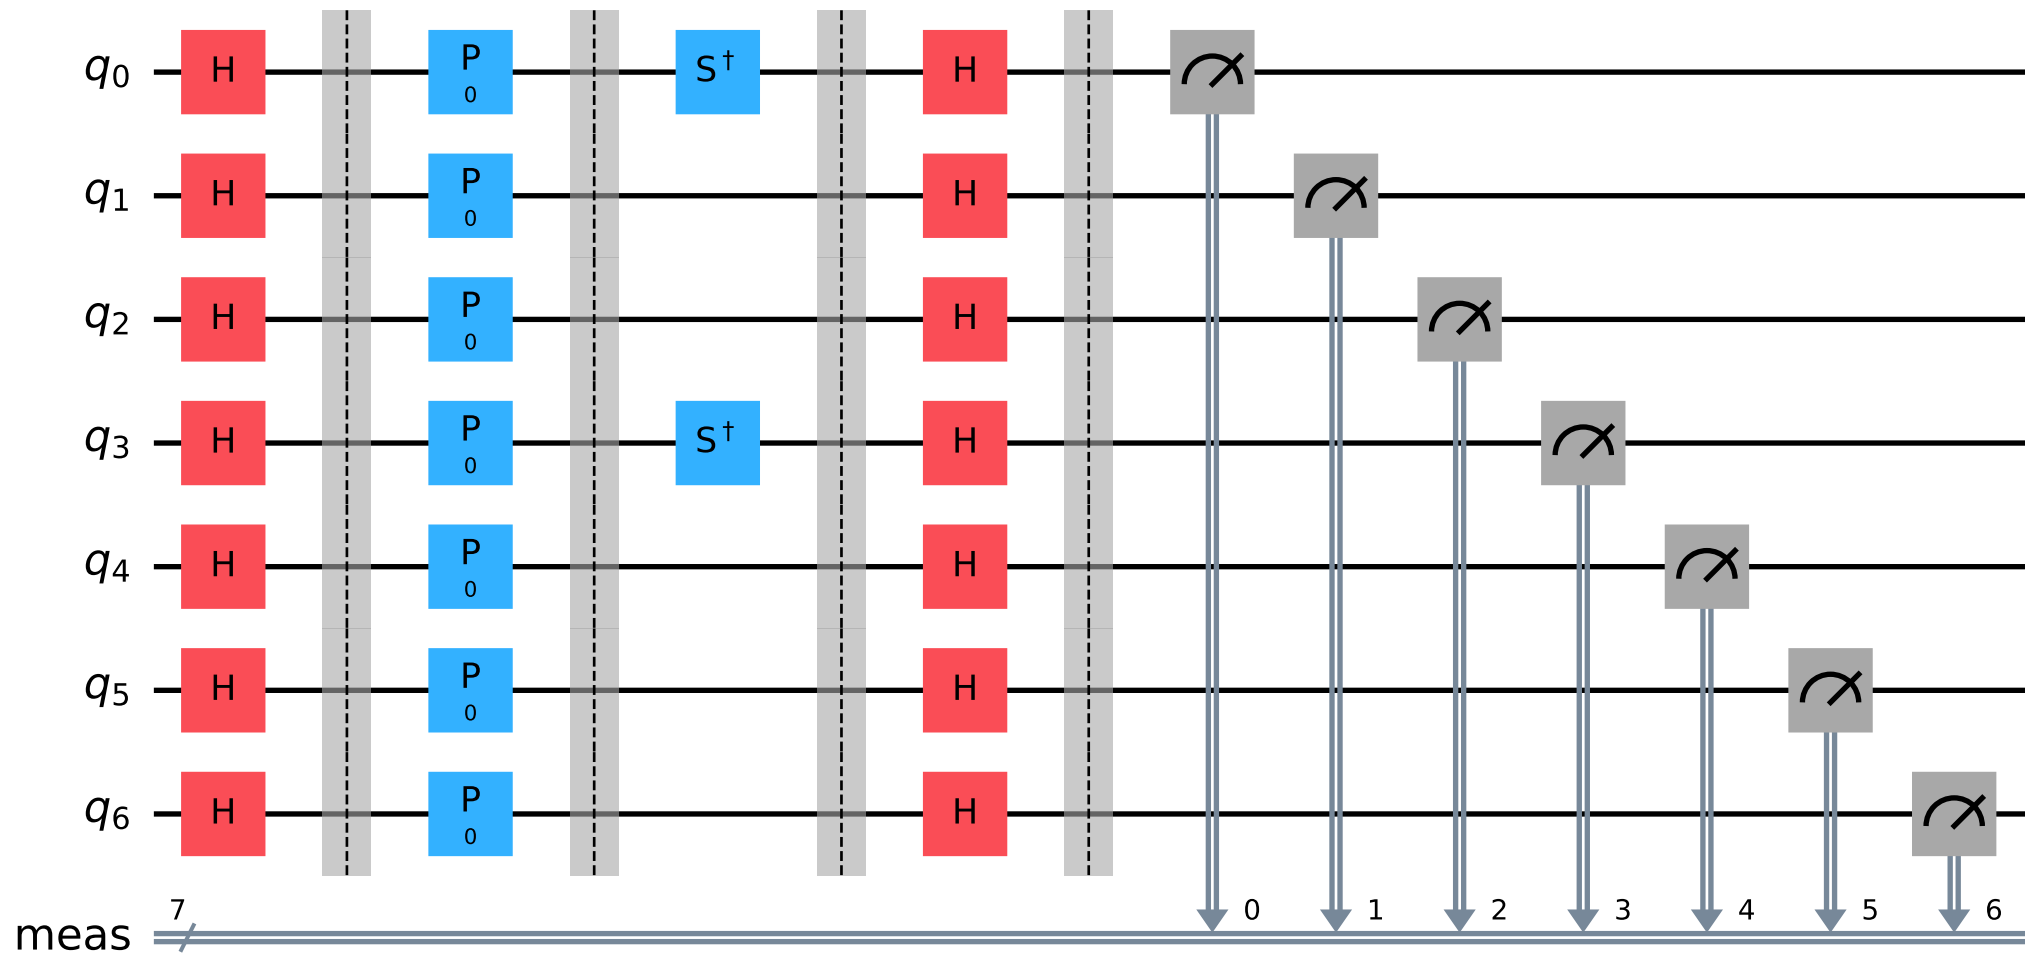 q0 H P 0 S† H
q1 H P 0 H
q2 H P 0 H
q3 H P 0 S† H
q4 H P 0 H
q5 H P 0 H
q6 H P 0 H
7 0 1 2 3 4 5 6
meas